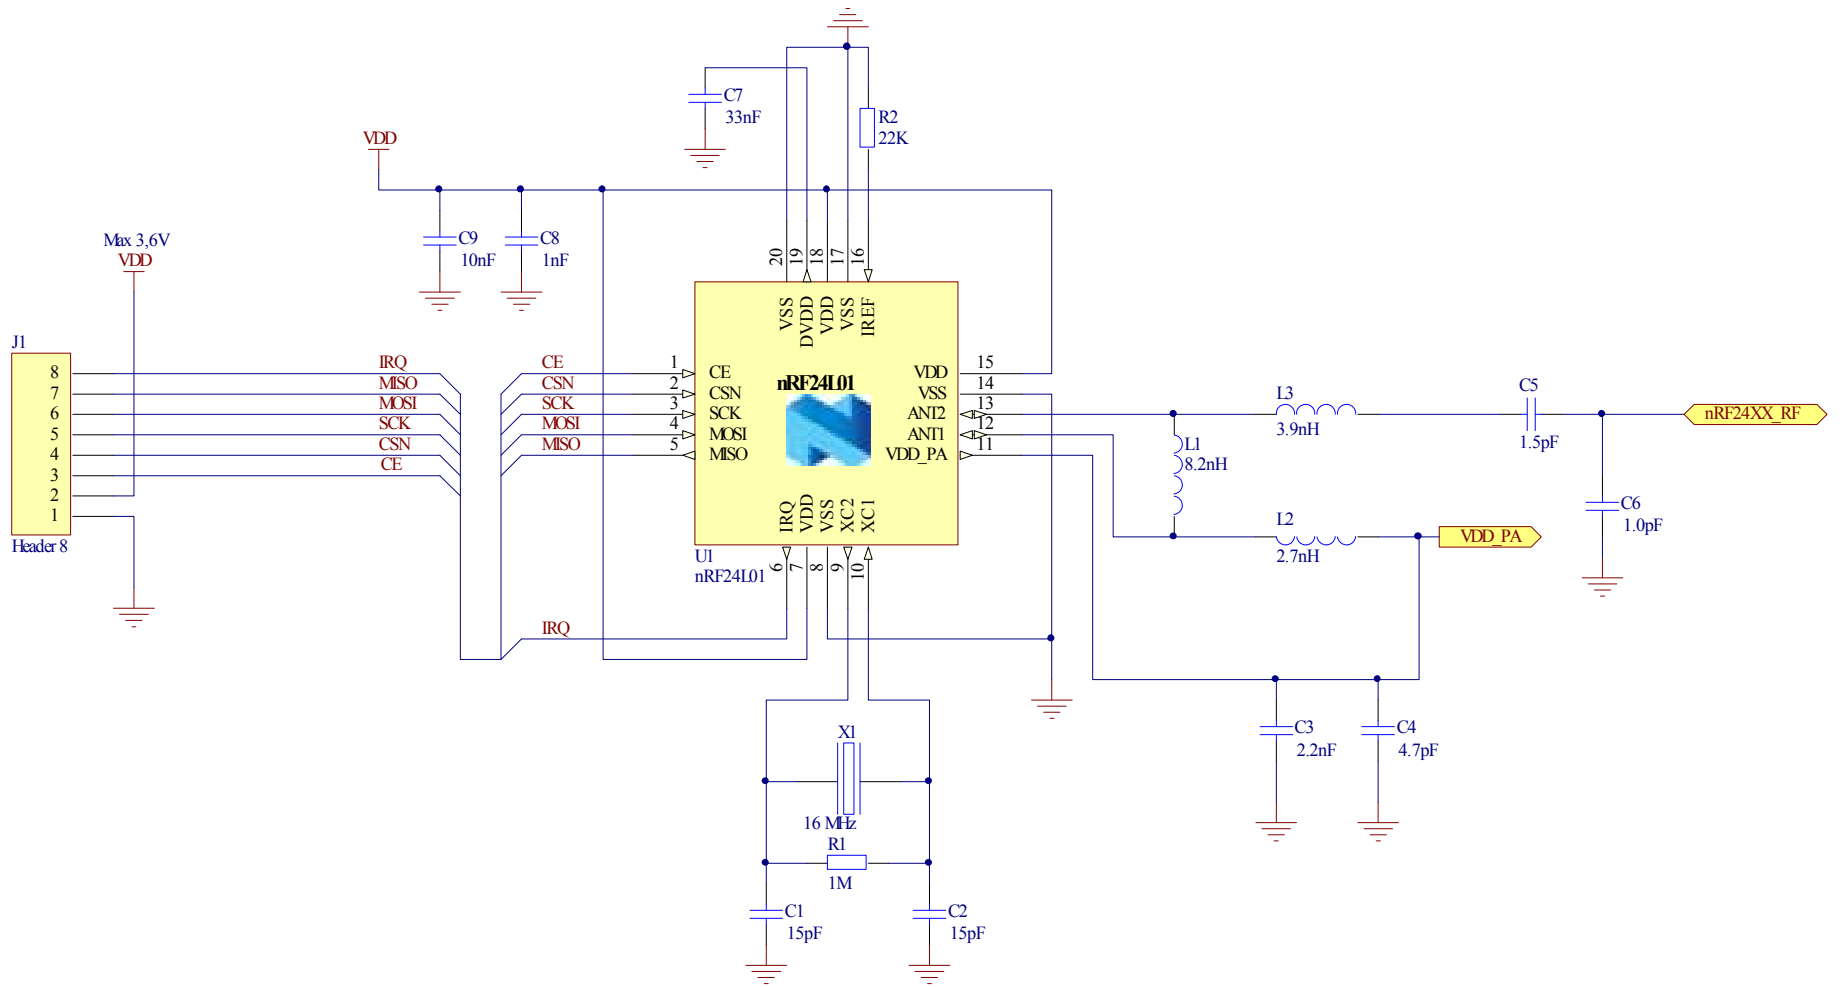 C7
33nF
R2
22K
VDD
Max 3,6V
VDD
C9
10nF
C8
1nF
20
19
18
17
16
VSS
DVDD
VDD
VSS
IREF
J1
8
7
6
5
4
3
2
1
Header 8
IRQ
MISO
MOSI
SCK
CSN
CE
CE
CSN
SCK
MOSI
MISO
IRQ
1
2
3
4
5
CE
CSN
SCK
MOSI
MISO
nRF24L01
VDD
VSS
ANT2
ANT1
VDD_PA
15
14
13
12
11
IRQ
VDD
VSS
XC2
XC1
6
7
8
9
10
U1
nRF24L01
L3
3.9nH
L1
8.2nH
L2
2.7nH
C5
1.5pF
nRF24XX_RF
C6
1.0pF
VDD_PA
C3
2.2nF
C4
4.7pF
X1
16 MHz
R1
1M
C1
15pF
C2
15pF